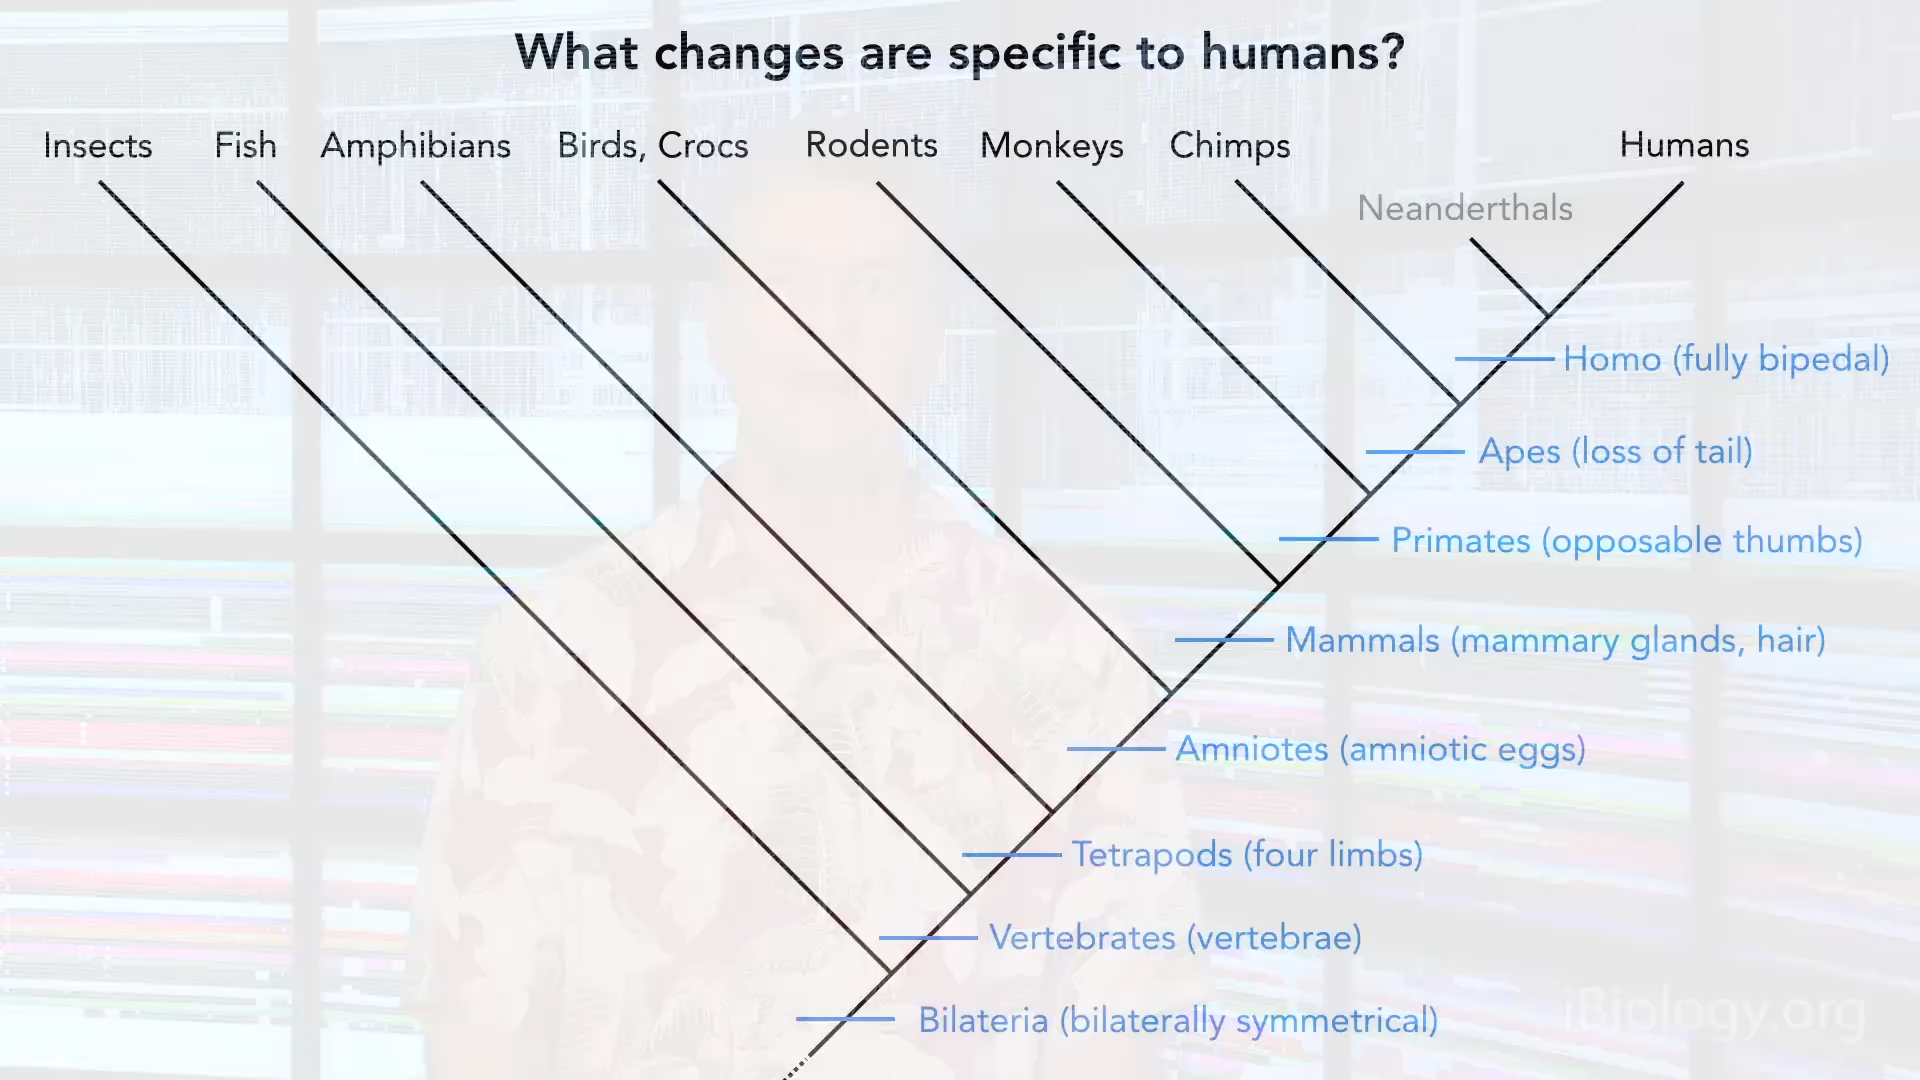 What changes are specific to humans?
Insects
Fish
Amphibians
Birds, Crocs
Rodents
Monkeys
Chimps
Humans
Neanderthals
Homo (fully bipedal)
Apes (loss of tail)
Primates (opposable thumbs)
Mammals (mammary glands, hair)
Amniotes (amniotic eggs)
Tetrapods (four limbs)
Vertebrates (vertebrae)
Bilateria (bilaterally symmetrical)
iBiology.org